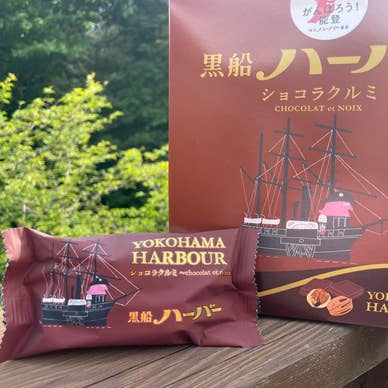 がんばろう!
能登
黒船 ハーバ
ショコラクルミ
CHOCOLAT et NOIX
YOKOHAMA
HARBOUR
ショコラクルミ ~chocolat et noix
黒船 ハーバー
YO
HA